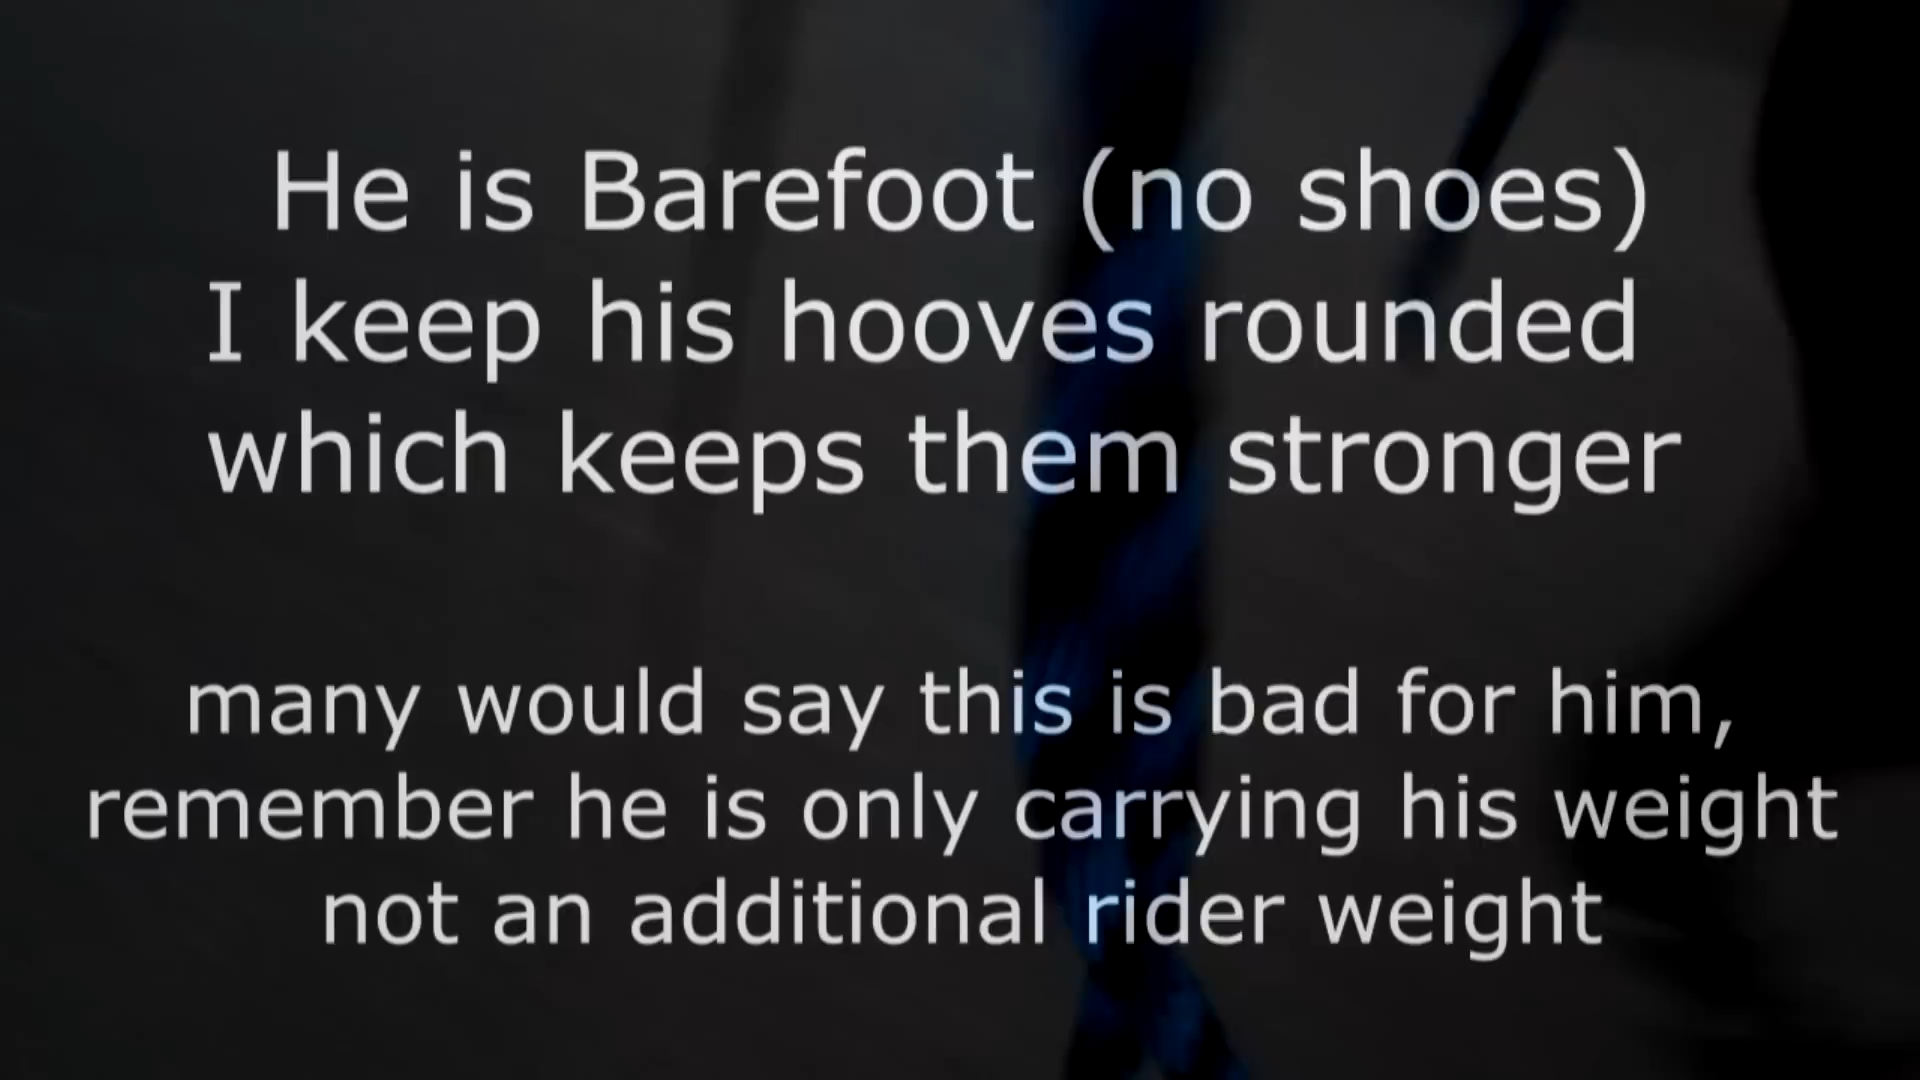 He is Barefoot (no shoes)
I keep his hooves rounded
which keeps them stronger
many would say this is bad for him,
remember he is only carrying his weight
not an additional rider weight